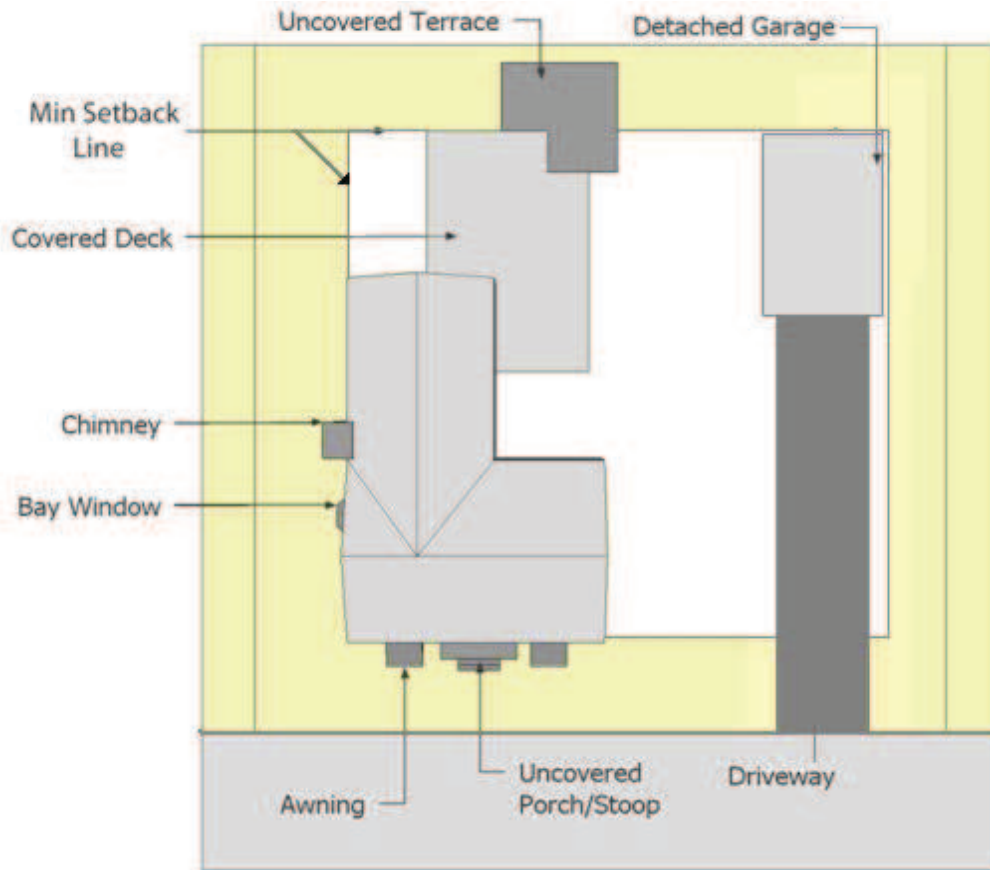 Uncovered Terrace
Detached Garage
Min Setback
Line
Covered Deck
Chimney
Bay Window
Awning
Uncovered
Porch/Stoop
Driveway